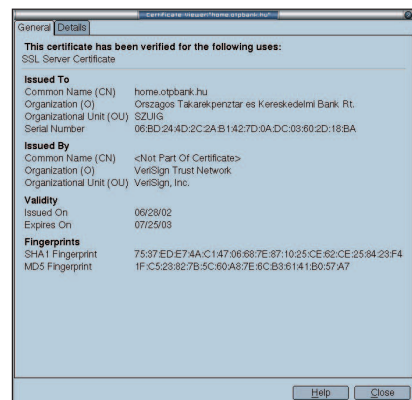 Certificate Viewer:"home.otpbank.hu"
General Details
This certificate has been verified for the following uses:
SSL Server Certificate
Issued To
Common Name (CN) home.otpbank.hu
Organization (O) Orszagos Takarekpenztar es Kereskedelmi Bank Rt.
Organizational Unit (OU) SZUIG
Serial Number 06:BD:24:4D:2C:2A:B1:42:7D:0A:DC:03:60:2D:18:BA
Issued By
Common Name (CN) <Not Part Of Certificate>
Organization (O) VeriSign Trust Network
Organizational Unit (OU) VeriSign, Inc.
Validity
Issued On 06/28/02
Expires On 07/25/03
Fingerprints
SHA1 Fingerprint 75:37:ED:E7:4A:C1:47:06:68:7E:87:10:25:CE:62:CE:25:84:23:F4
MD5 Fingerprint 1F:C5:23:82:7B:5C:60:A8:7E:6C:B3:61:41:B0:57:A7
Help Close